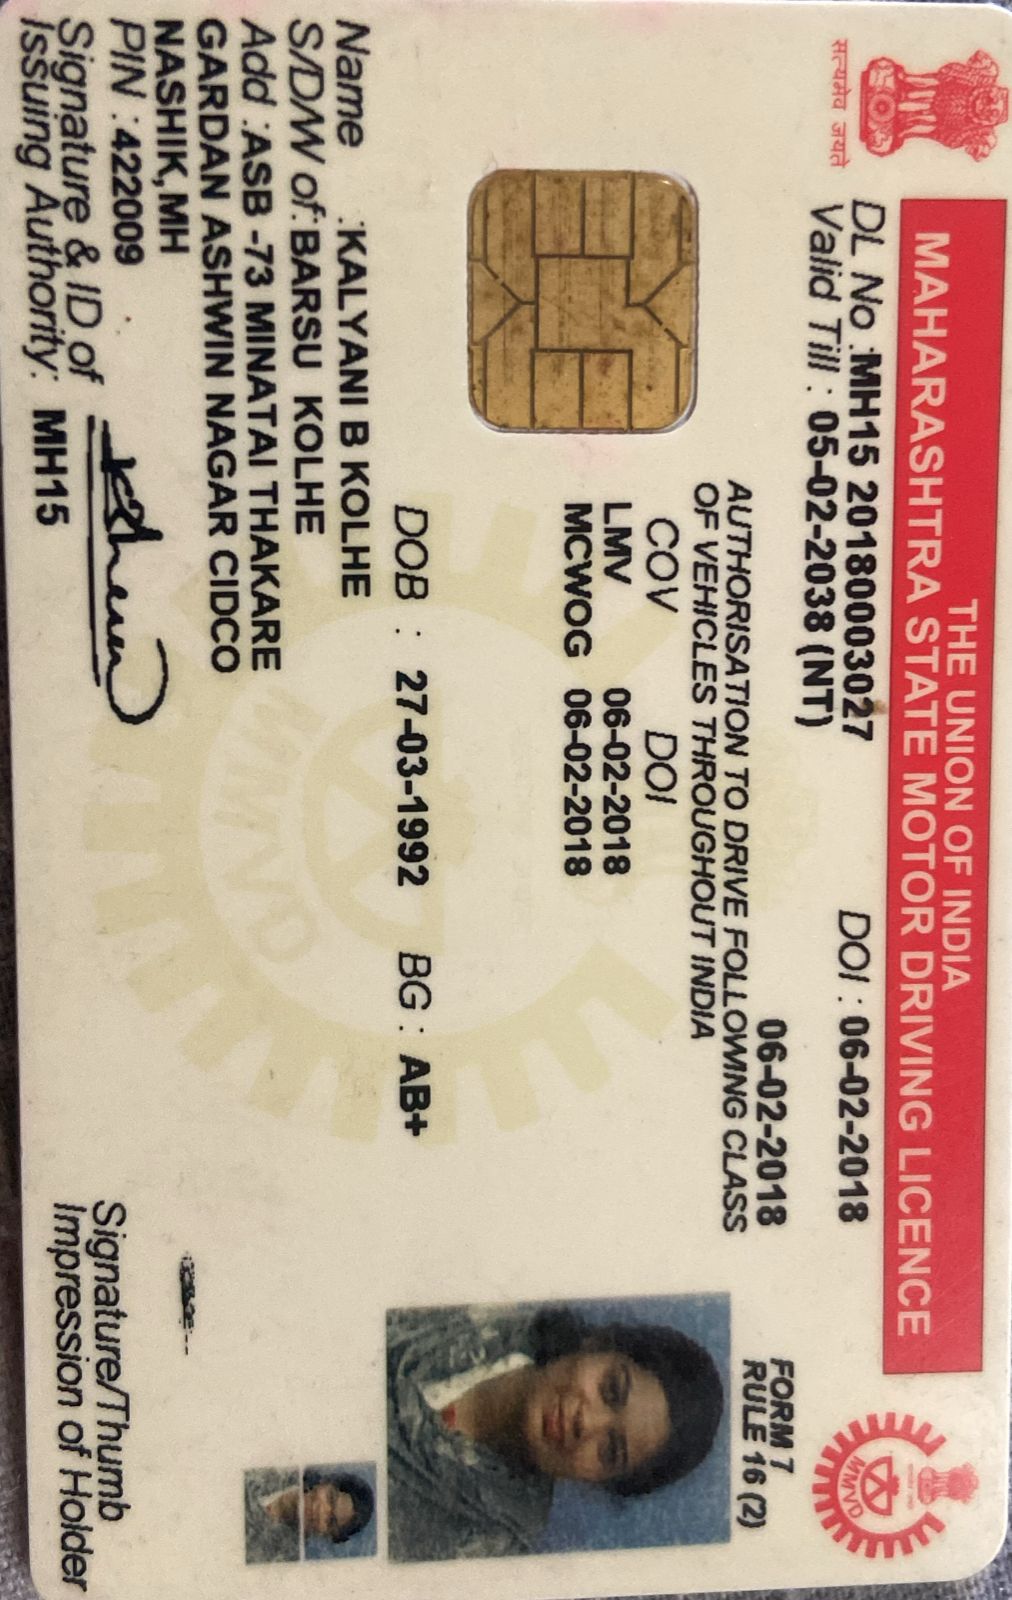 सत्यमेव जयते
THE UNION OF INDIA
MAHARASHTRA STATE MOTOR DRIVING LICENCE
MMVD
DL No :MH15 20180003027 DOI : 06-02-2018
Valid Till : 05-02-2038 (NT)
06-02-2018
FORM 7
RULE 16 (2)
AUTHORISATION TO DRIVE FOLLOWING CLASS
OF VEHICLES THROUGHOUT INDIA
COV DOI
LMV 06-02-2018
MCWOG 06-02-2018
DOB : 27-03-1992 BG : AB+
Name :KALYANI B KOLHE
S/D/W of:BARSU KOLHE
Add :ASB -73 MINATAI THAKARE
GARDAN ASHWIN NAGAR CIDCO
NASHIK,MH
PIN :422009
Signature & ID of
Issuing Authority: MH15
Signature/Thumb
Impression of Holder